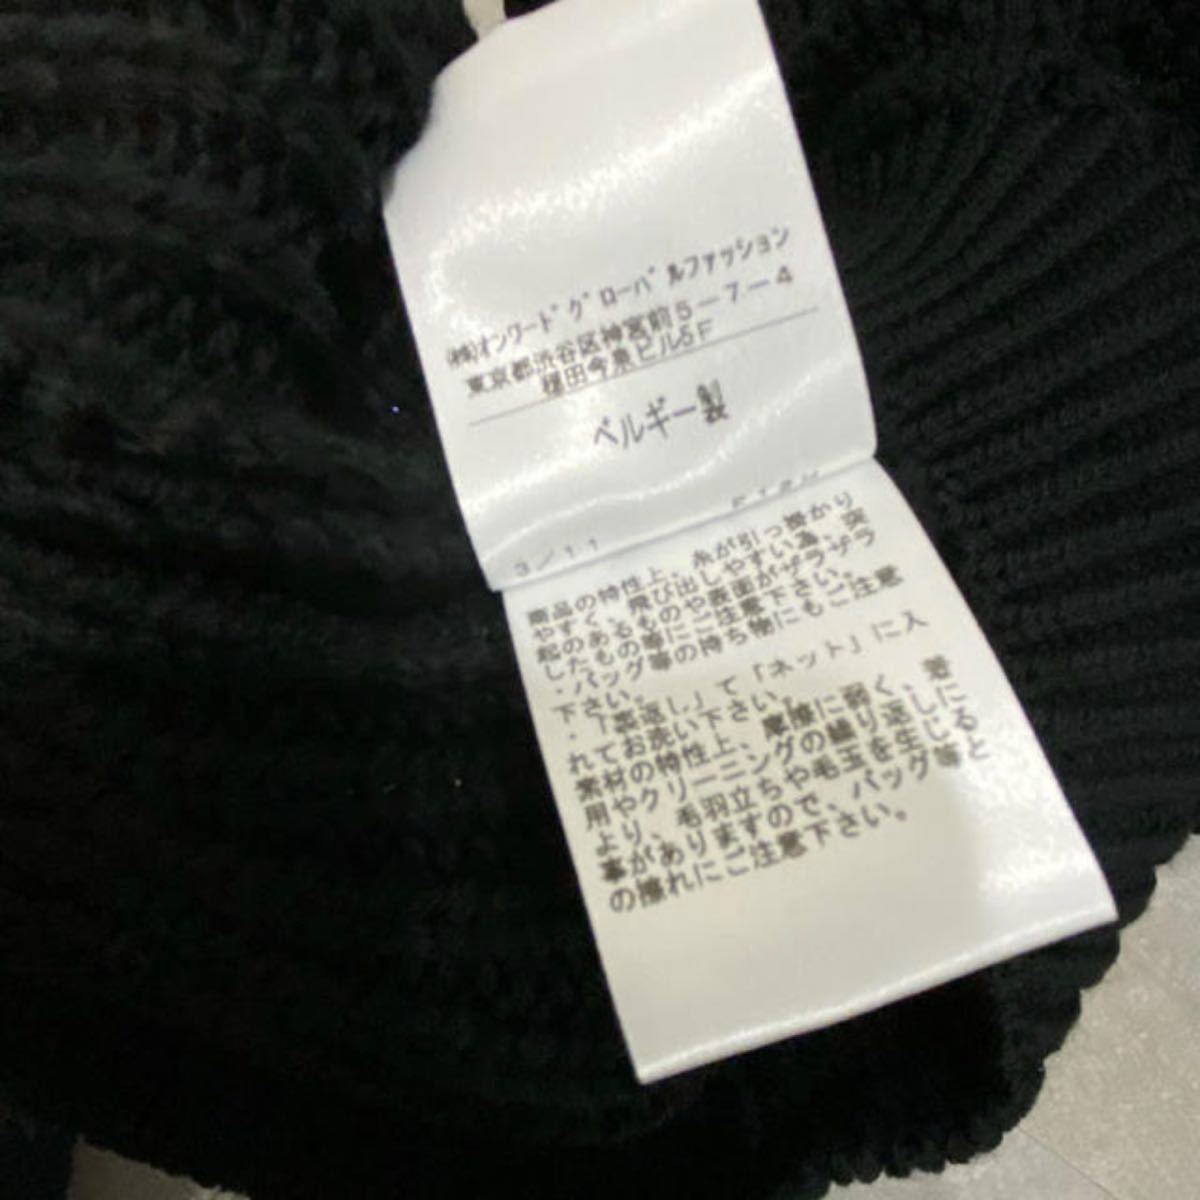 (株)オンワードグローバルファッション
東京都渋谷区神宮前5-7-4
穏田今泉ビル5F
ベルギー製
3/11
商品の特性上、糸が引っ掛かり
やすく、飛び出しやすい為、突
起のあるものや表面がザラザラ
したもの等にご注意下さい。
・バッグ等の持ち物にもご注意
下さい。
・「裏返し」て「ネット」に入
れてお洗い下さい。
素材の特性上、摩擦に弱く、着
用やクリーニングの繰り返しに
より、毛羽立ちや毛玉を生じる
事がありますので、バッグ等と
の擦れにご注意下さい。